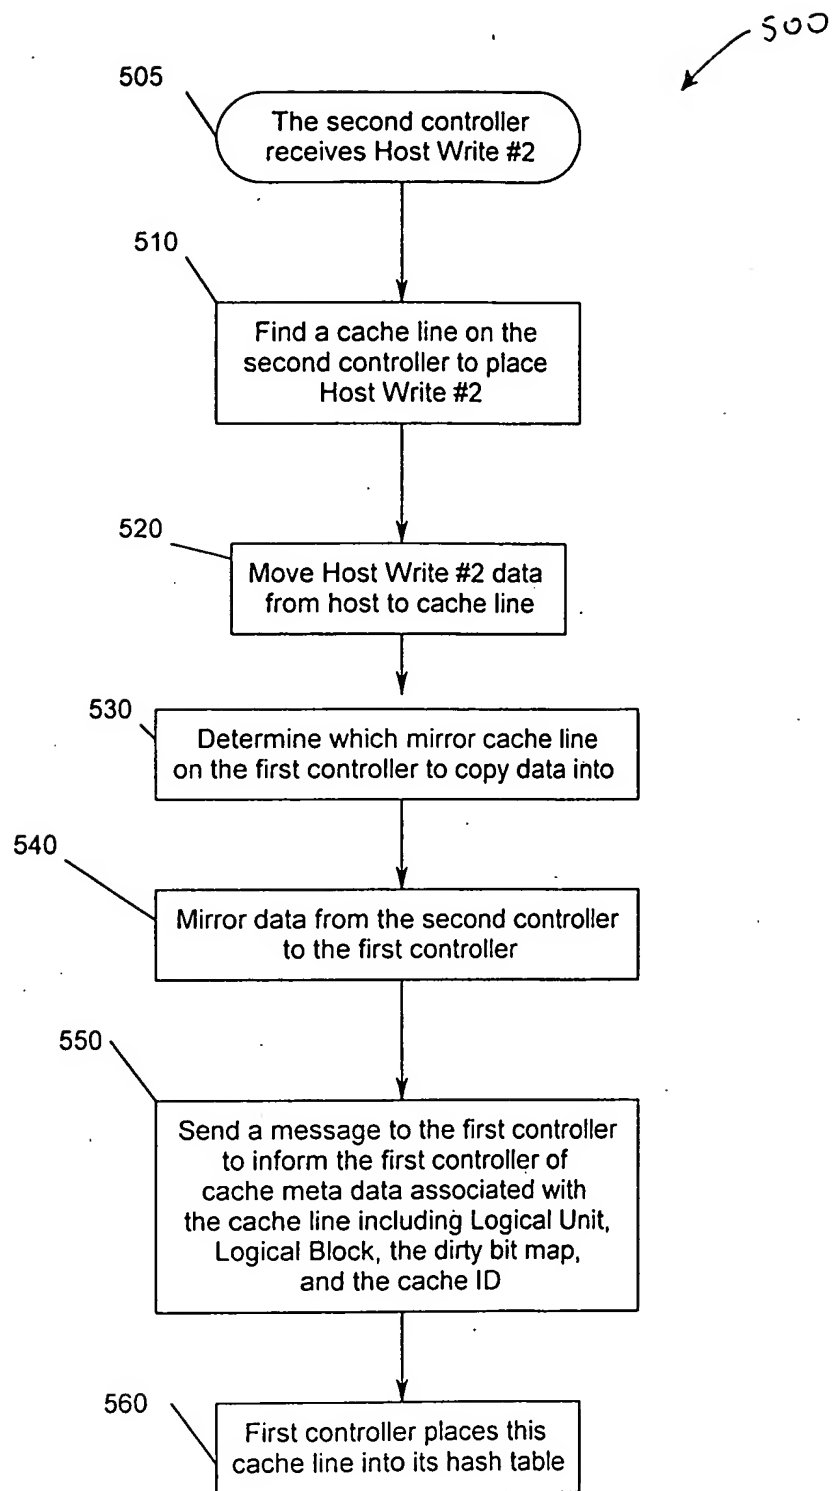 500
505
The second controller
receives Host Write #2
510
Find a cache line on the
second controller to place
Host Write #2
520
Move Host Write #2 data
from host to cache line
530
Determine which mirror cache line
on the first controller to copy data into
540
Mirror data from the second controller
to the first controller
550
Send a message to the first controller
to inform the first controller of
cache meta data associated with
the cache line including Logical Unit,
Logical Block, the dirty bit map,
and the cache ID
560
First controller places this
cache line into its hash table